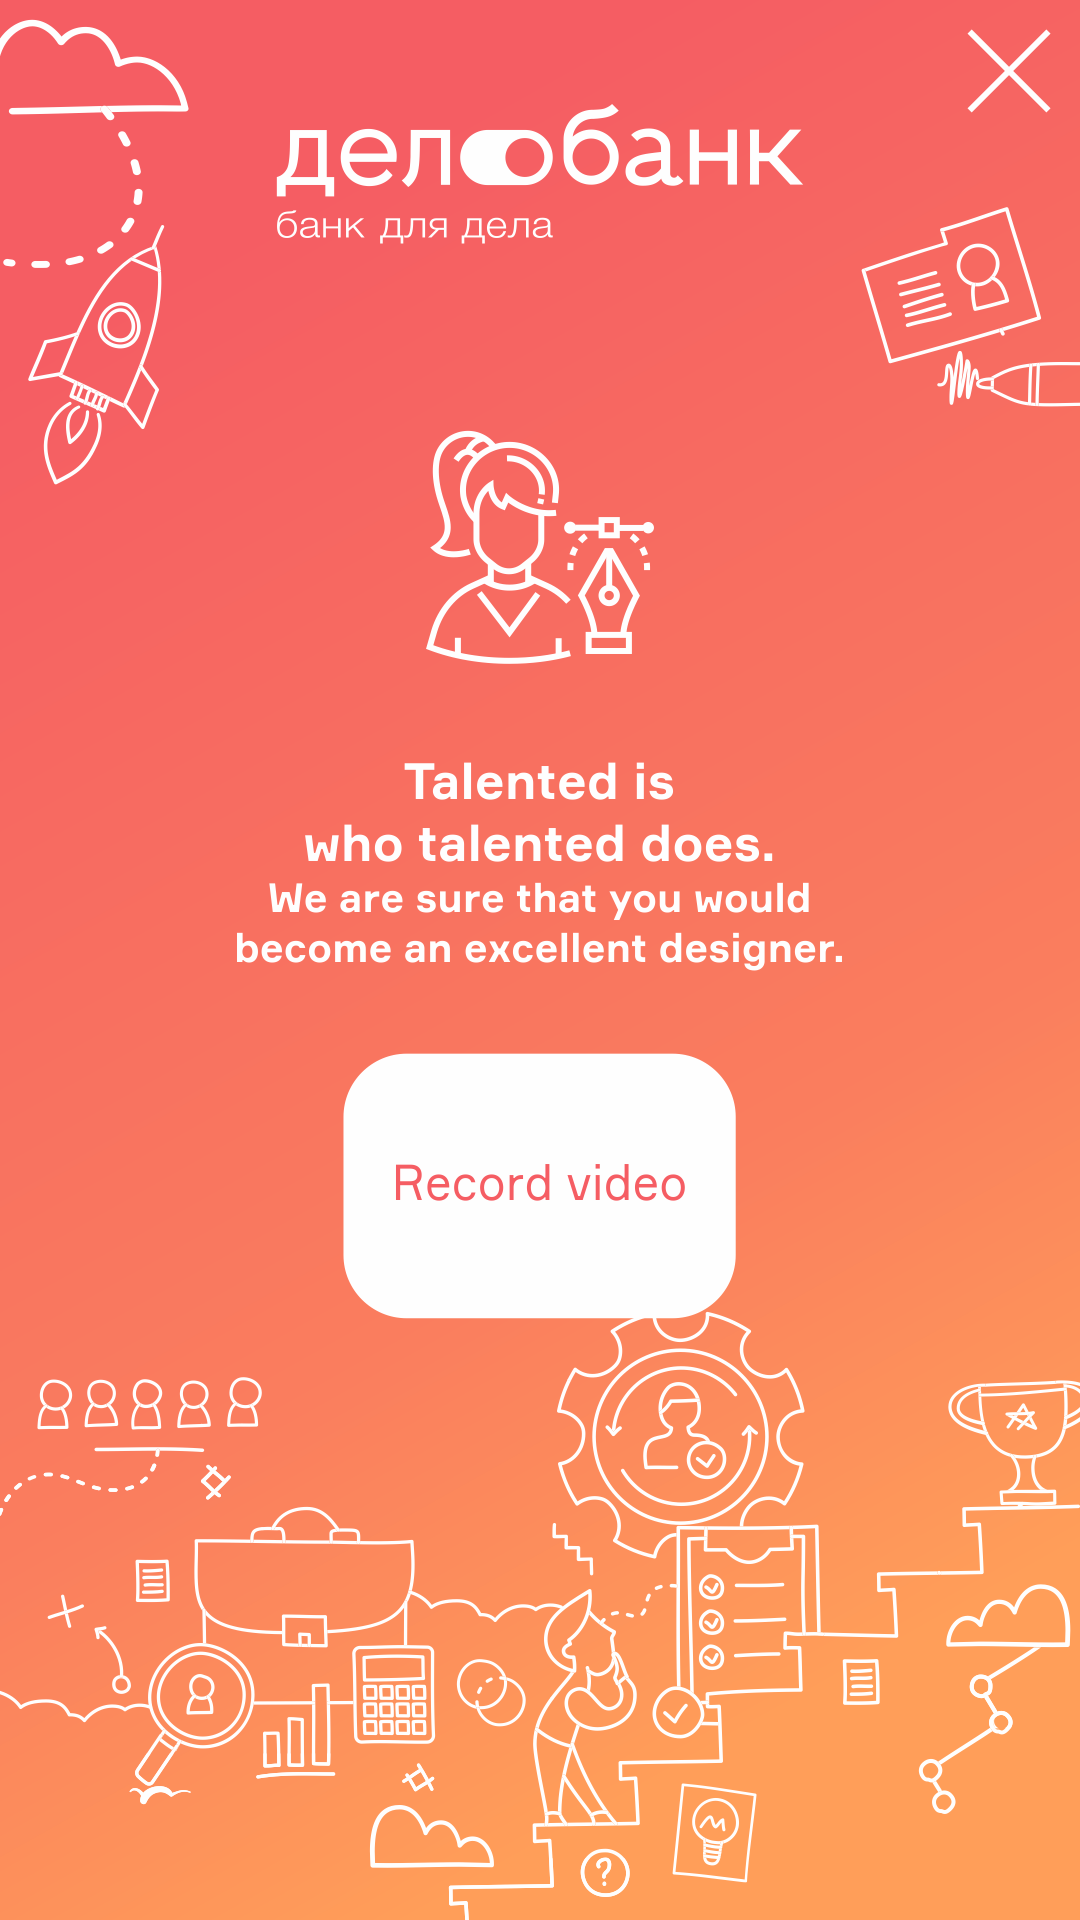 делобанк
банк для дела
Talented is
who talented does.
We are sure that you would
become an excellent designer.
Record video
?